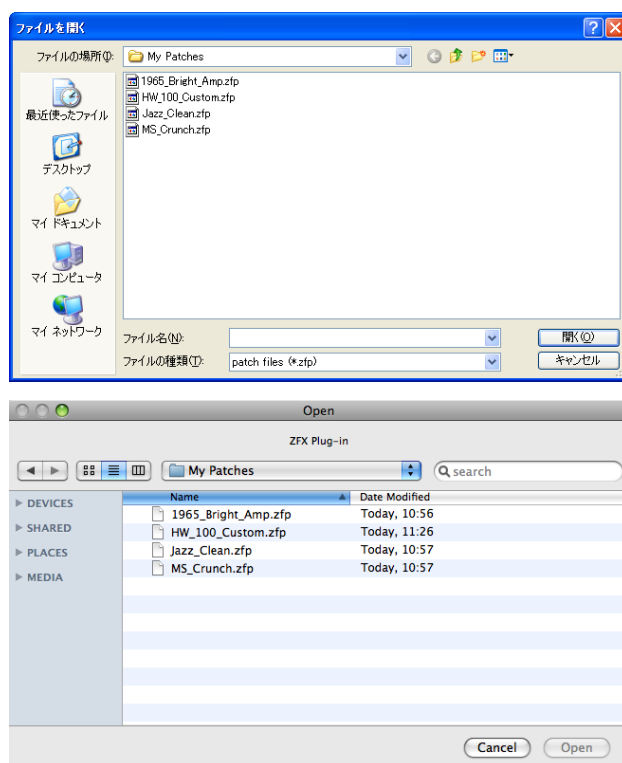 ファイルを開く
ファイルの場所(I):
My Patches
最近使ったファイル
デスクトップ
マイ ドキュメント
マイ コンピュータ
マイ ネットワーク
1965_Bright_Amp.zfp
HW_100_Custom.zfp
Jazz_Clean.zfp
MS_Crunch.zfp
ファイル名(N):
開く(O)
ファイルの種類(T):
patch files (*.zfp)
キャンセル
Open
ZFX Plug-in
My Patches
search
DEVICES
SHARED
PLACES
MEDIA
Name Date Modified
1965_Bright_Amp.zfp Today, 10:56
HW_100_Custom.zfp Today, 11:26
Jazz_Clean.zfp Today, 10:57
MS_Crunch.zfp Today, 10:57
Cancel Open